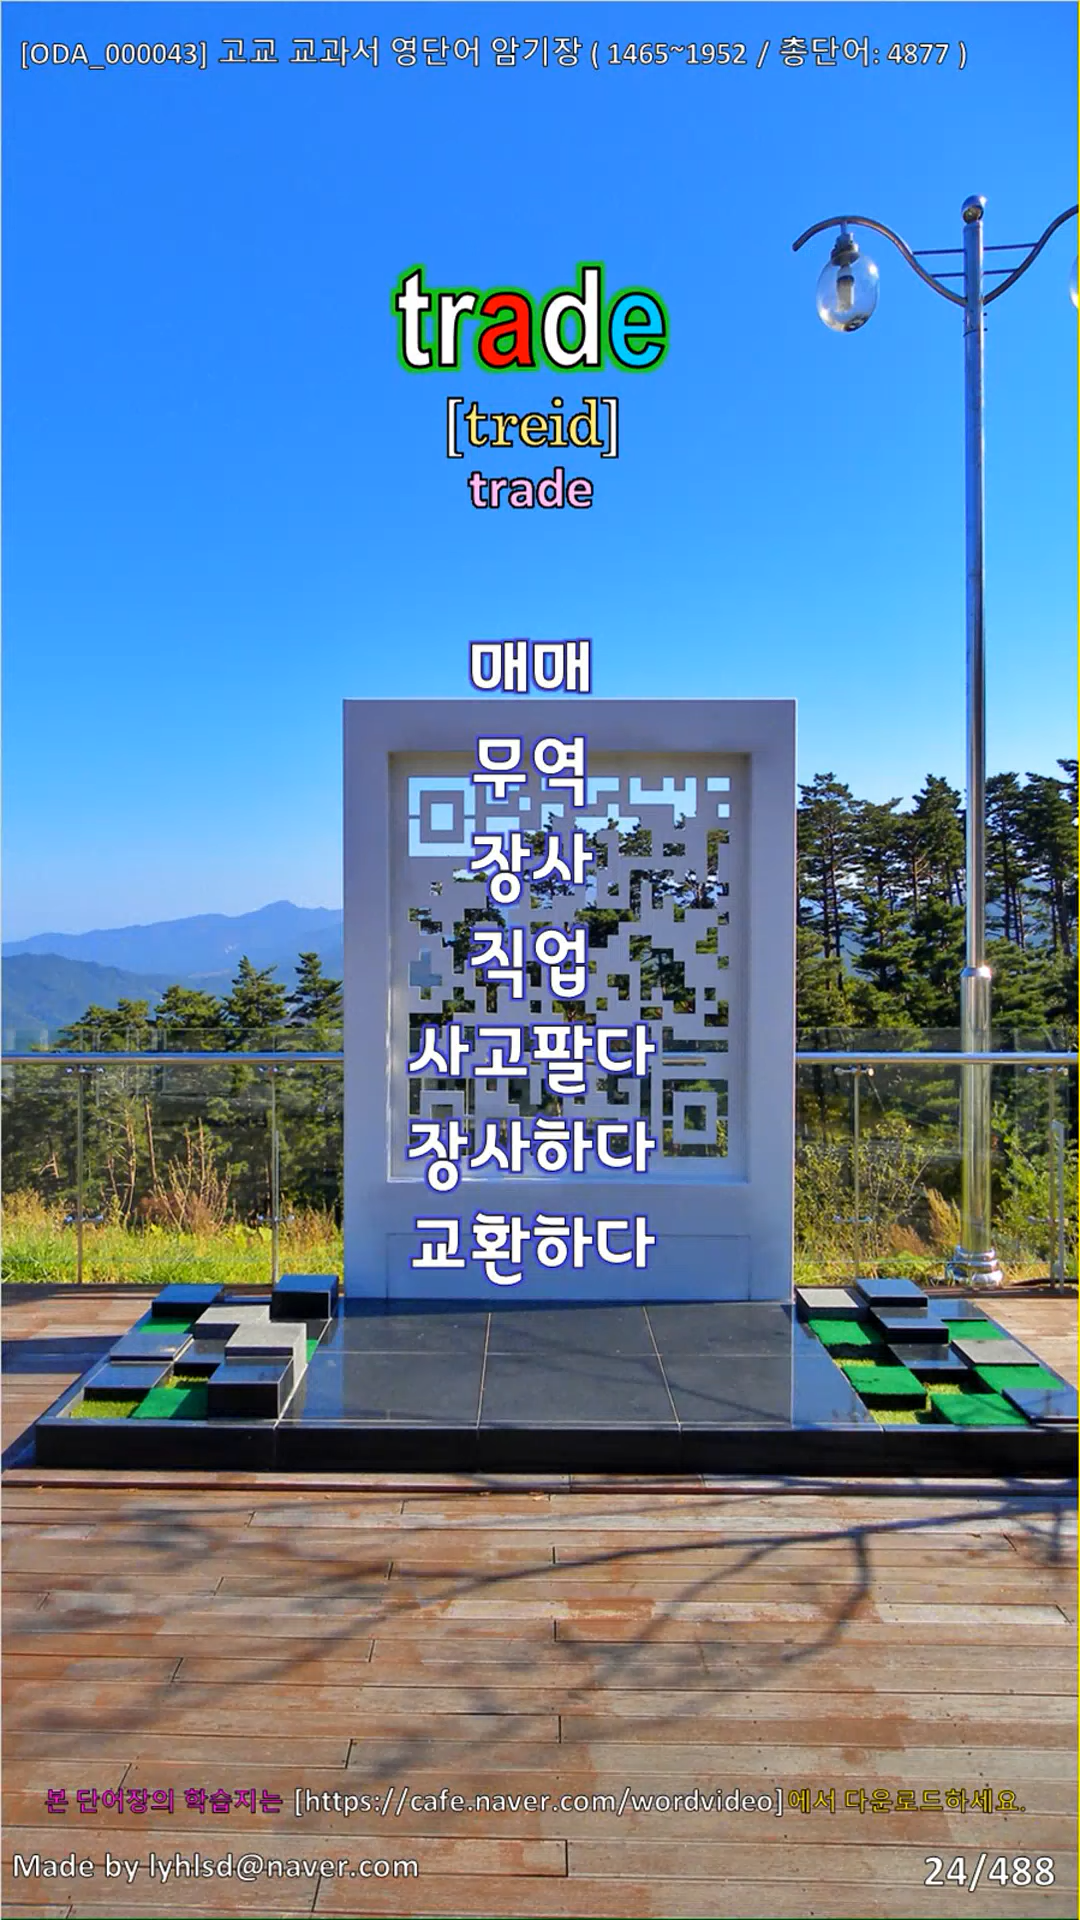 [ODA_000043] 고교 교과서 영단어 암기장 ( 1465~1952 / 총단어: 4877 )
trade
[treid]
trade
매매
무역
장사
직업
사고팔다
장사하다
교환하다
본 단어장의 학습지는 [https://cafe.naver.com/wordvideo]에서 다운로드하세요.
Made by lyhlsd@naver.com
24/488